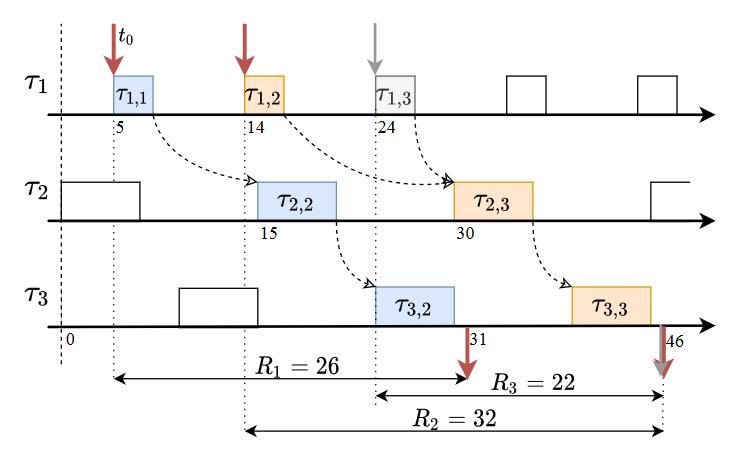 t₀
τ₁ τ₁,₁ τ₁,₂ τ₁,₃
5 14 24
τ₂ τ₂,₂ τ₂,₃
15 30
τ₃ τ₃,₂ τ₃,₃
0 31 46
R₁ = 26
R₃ = 22
R₂ = 32